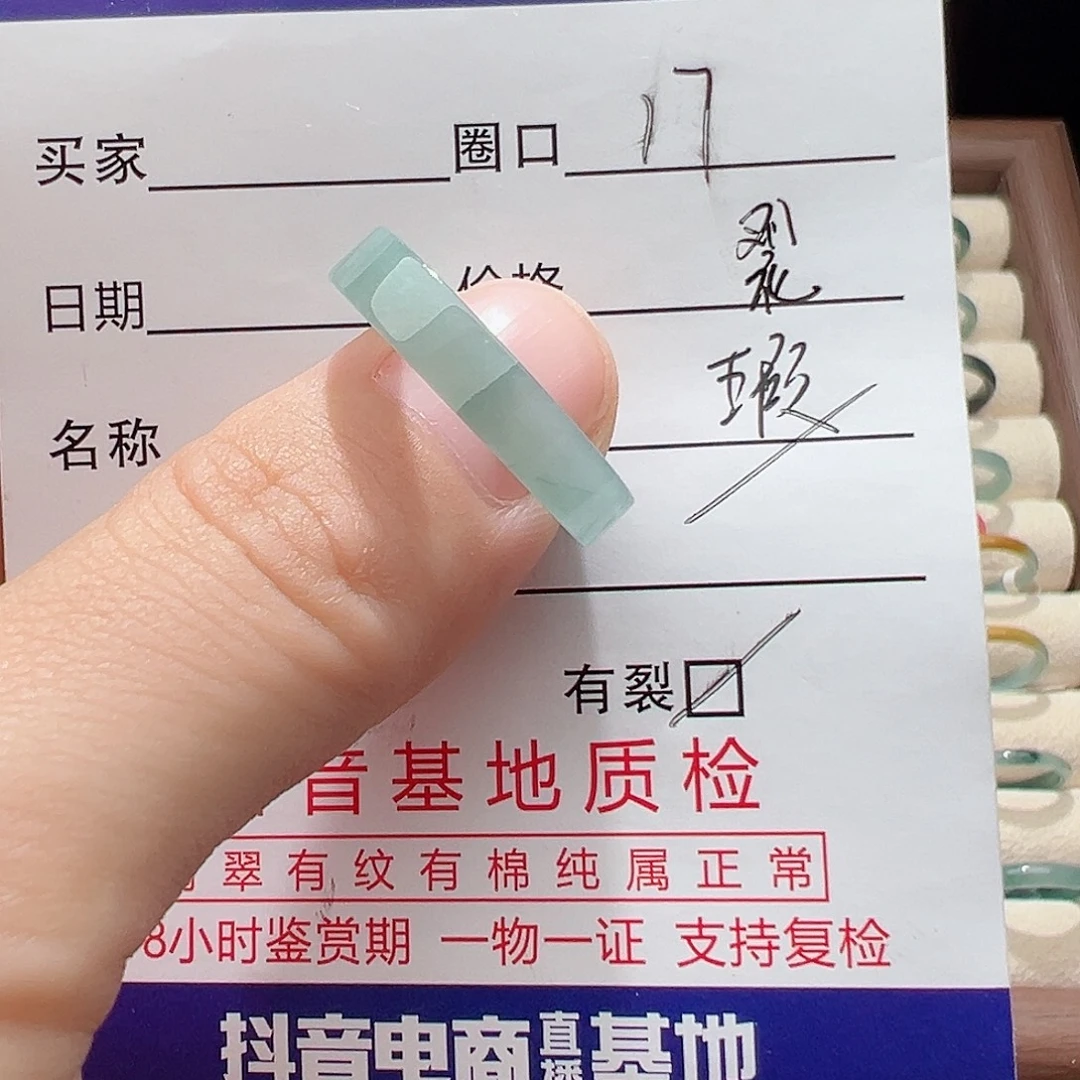 买家 圈口 17
日期 价格
名称
有裂
音基地质检
翠有纹有棉纯属正常
8小时鉴赏期 一物一证 支持复检
抖音电商直播基地